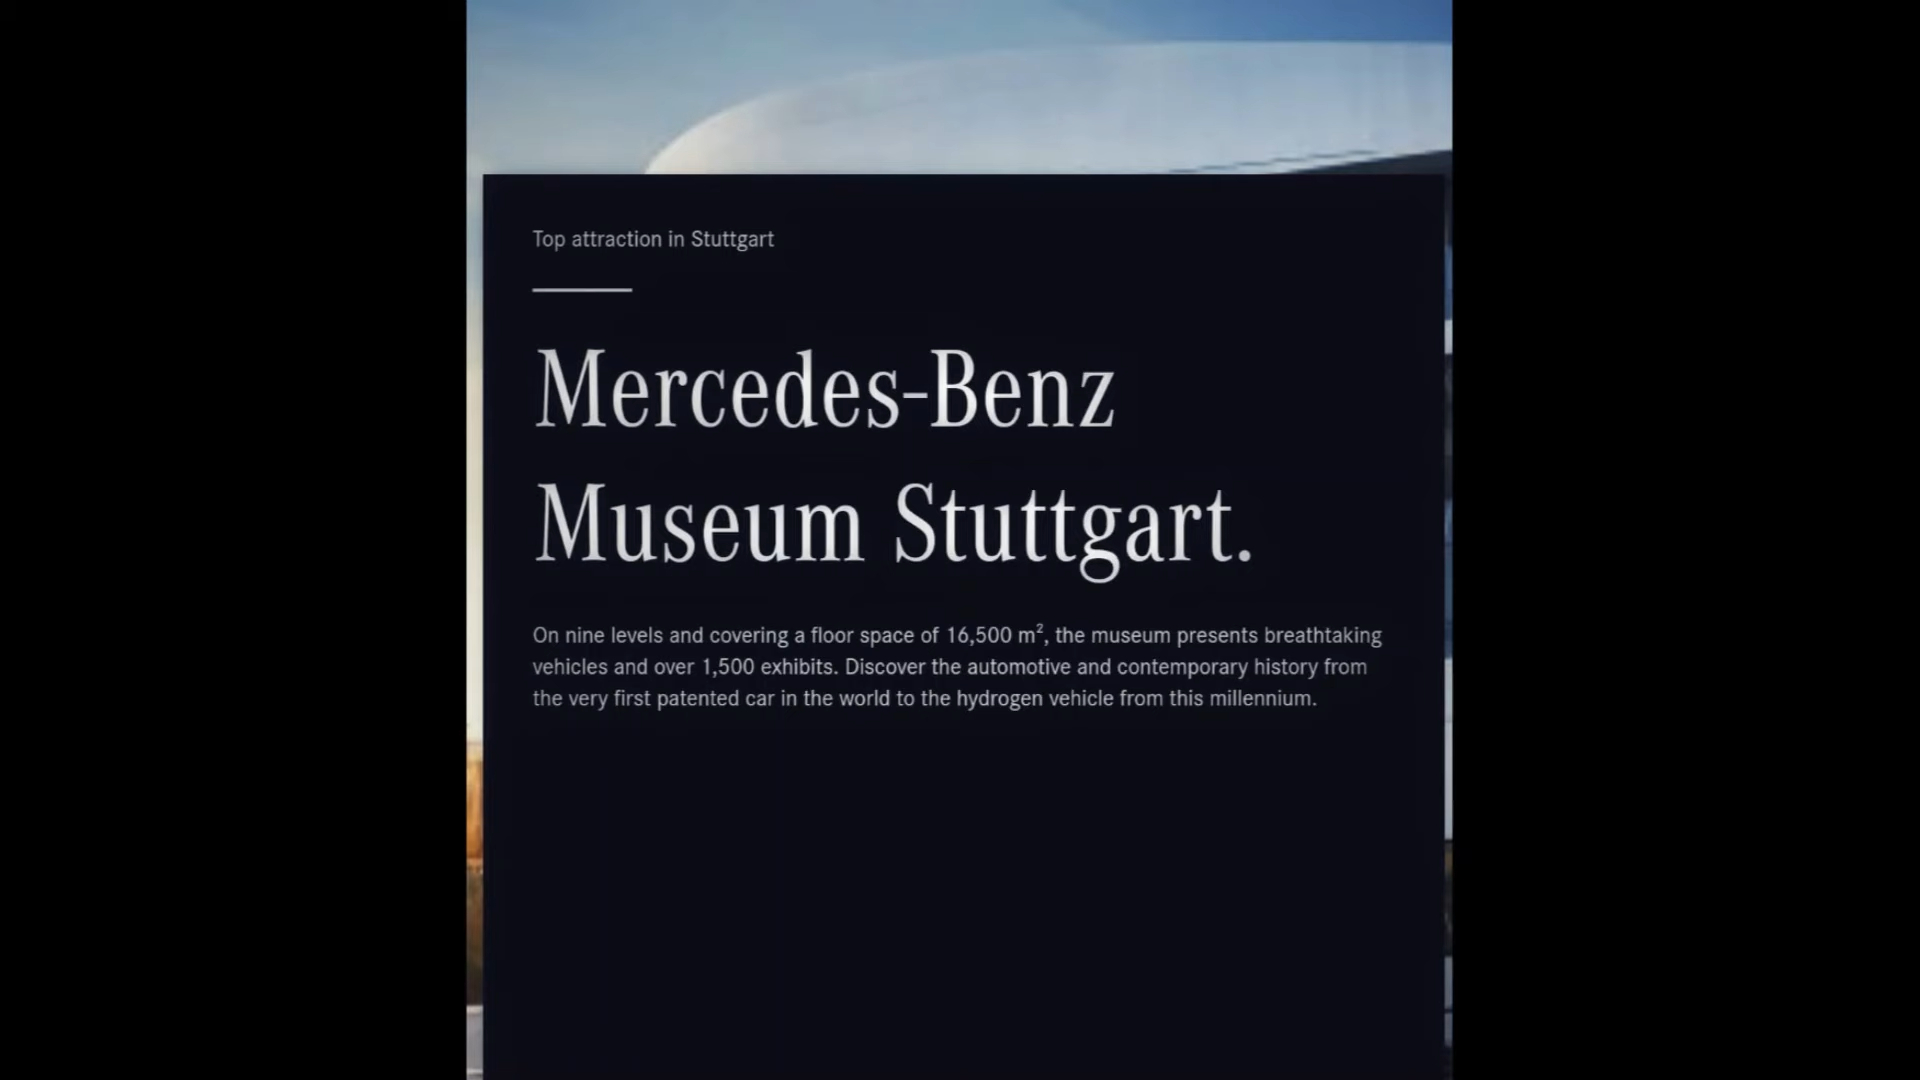 Top attraction in Stuttgart
Mercedes-Benz
Museum Stuttgart.
On nine levels and covering a floor space of 16,500 m², the museum presents breathtaking
vehicles and over 1,500 exhibits. Discover the automotive and contemporary history from
the very first patented car in the world to the hydrogen vehicle from this millennium.